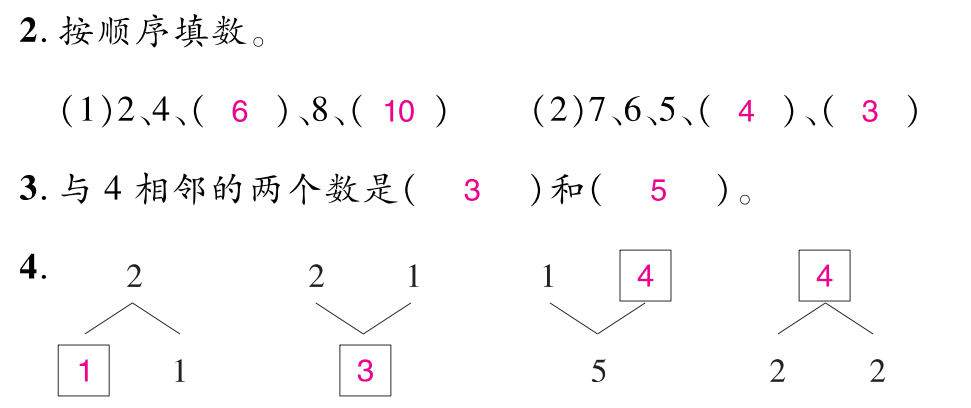 2. 按顺序填数。
(1)2、4、( 6 )、8、( 10 ) (2)7、6、5、( 4 )、( 3 )
3. 与 4 相邻的两个数是( 3 )和( 5 )。
4. 2 2 1 1 4 4
1 1 3 5 2 2